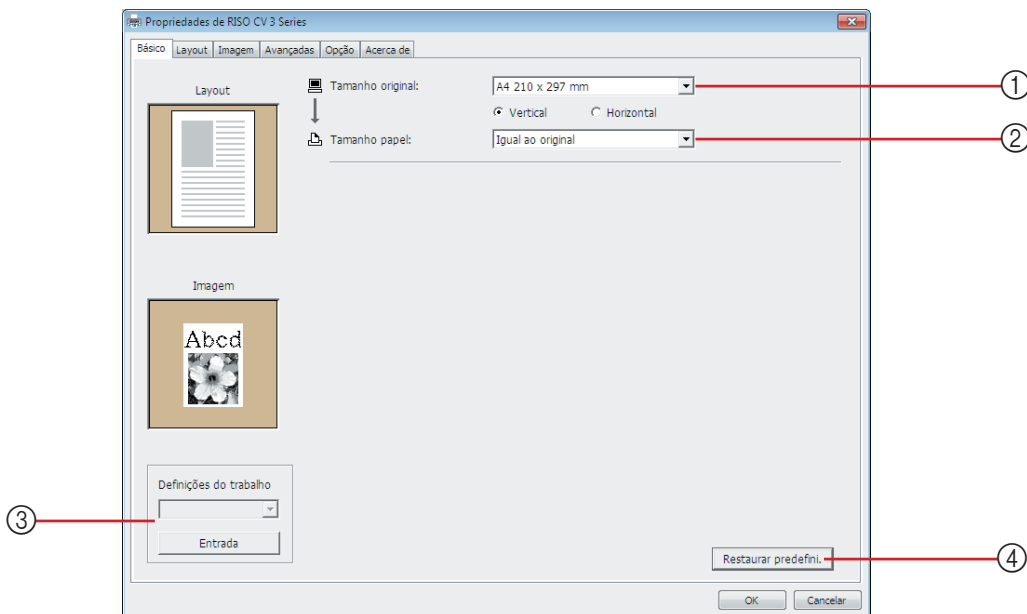 Propriedades de RISO CV 3 Series
Básico Layout Imagem Avançadas Opção Acerca de
Layout
Tamanho original: A4 210 x 297 mm
①
Vertical Horizontal
Tamanho papel: Igual ao original
②
Imagem
Abcd
Definições do trabalho
③
Entrada
Restaurar predefini.
④
OK Cancelar